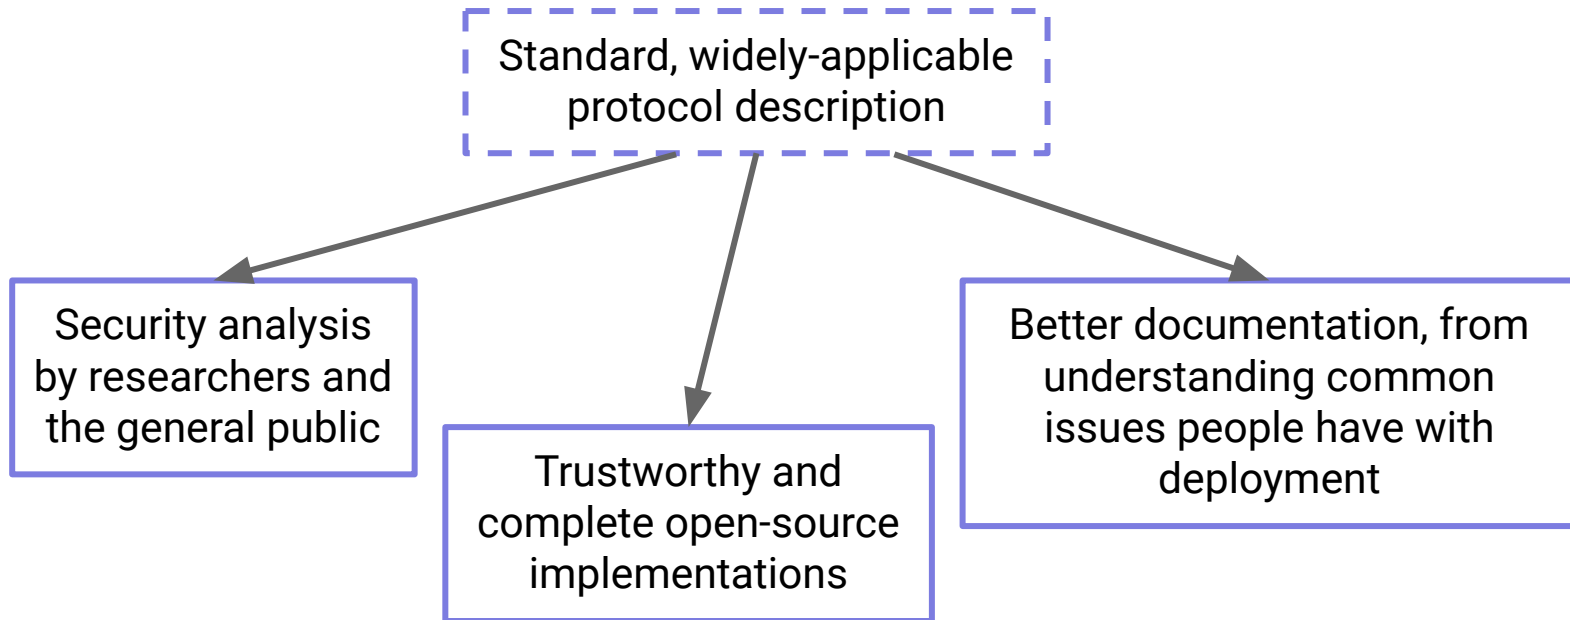 Standard, widely-applicable
protocol description
Security analysis
by researchers and
the general public
Trustworthy and
complete open-source
implementations
Better documentation, from
understanding common
issues people have with
deployment